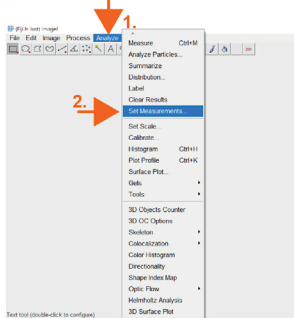 (Fiji Is Just) ImageJ
1.
File Edit Image Process Analyze
Measure Ctrl+M
Analyze Particles...
Summarize
Distribution...
Label
Clear Results
2.
Set Measurements...
Set Scale...
Calibrate...
Histogram Ctrl+H
Plot Profile Ctrl+K
Surface Plot...
Gels
Tools
3D Objects Counter
3D OC Options
Skeleton
Colocalization
Color Histogram
Directionality
Shape Index Map
Optic Flow
Helmholtz Analysis
3D Surface Plot
Text tool (double-click to configure)